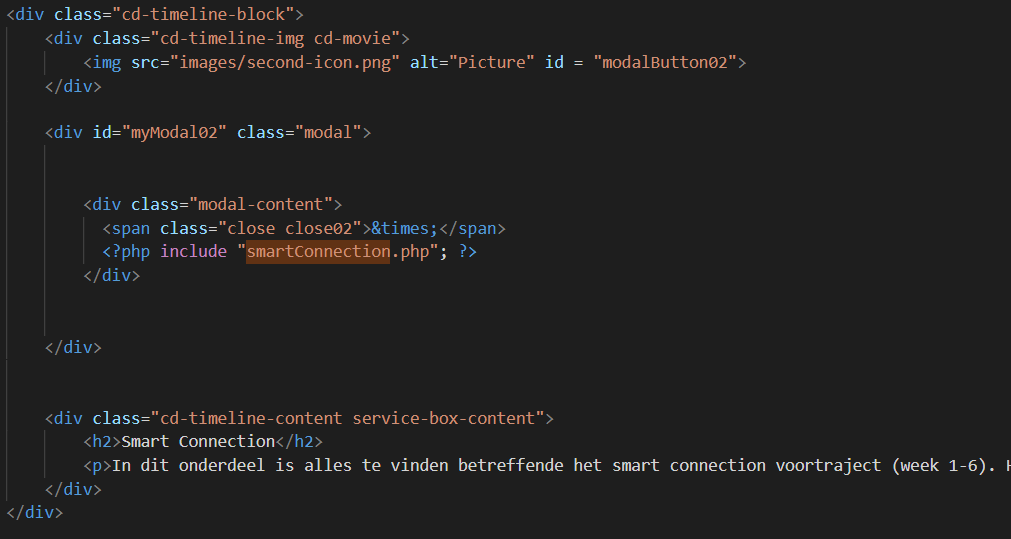 <div class="cd-timeline-block">
<div class="cd-timeline-img cd-movie">
<img src="images/second-icon.png" alt="Picture" id = "modalButton02">
</div>
<div id="myModal02" class="modal">
<div class="modal-content">
<span class="close close02">&times;</span>
<?php include "smartConnection.php"; ?>
</div>
</div>
<div class="cd-timeline-content service-box-content">
<h2>Smart Connection</h2>
<p>In dit onderdeel is alles te vinden betreffende het smart connection voortraject (week 1-6).
</div>
</div>